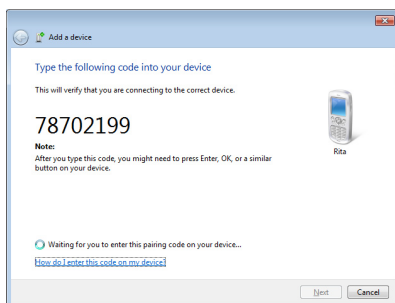 Add a device
Type the following code into your device
This will verify that you are connecting to the correct device.
78702199
Note:
After you type this code, you might need to press Enter, OK, or a similar
button on your device.
Rita
Waiting for you to enter this pairing code on your device...
How do I enter this code on my device?
Next
Cancel